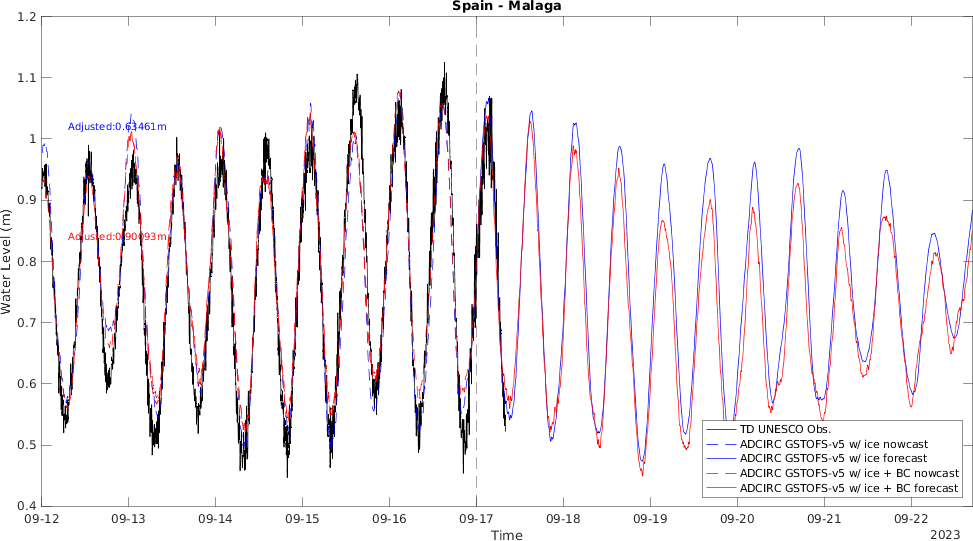 Spain - Malaga
1.2
1.1
1
0.9
0.8
0.7
0.6
0.5
0.4
Water Level (m)
Adjusted:0.63461m
Adjusted:0.90093m
TD UNESCO Obs.
ADCIRC GSTOFS-v5 w/ ice nowcast
ADCIRC GSTOFS-v5 w/ ice forecast
ADCIRC GSTOFS-v5 w/ ice + BC nowcast
ADCIRC GSTOFS-v5 w/ ice + BC forecast
09-12 09-13 09-14 09-15 09-16 09-17 09-18 09-19 09-20 09-21 09-22
Time
2023